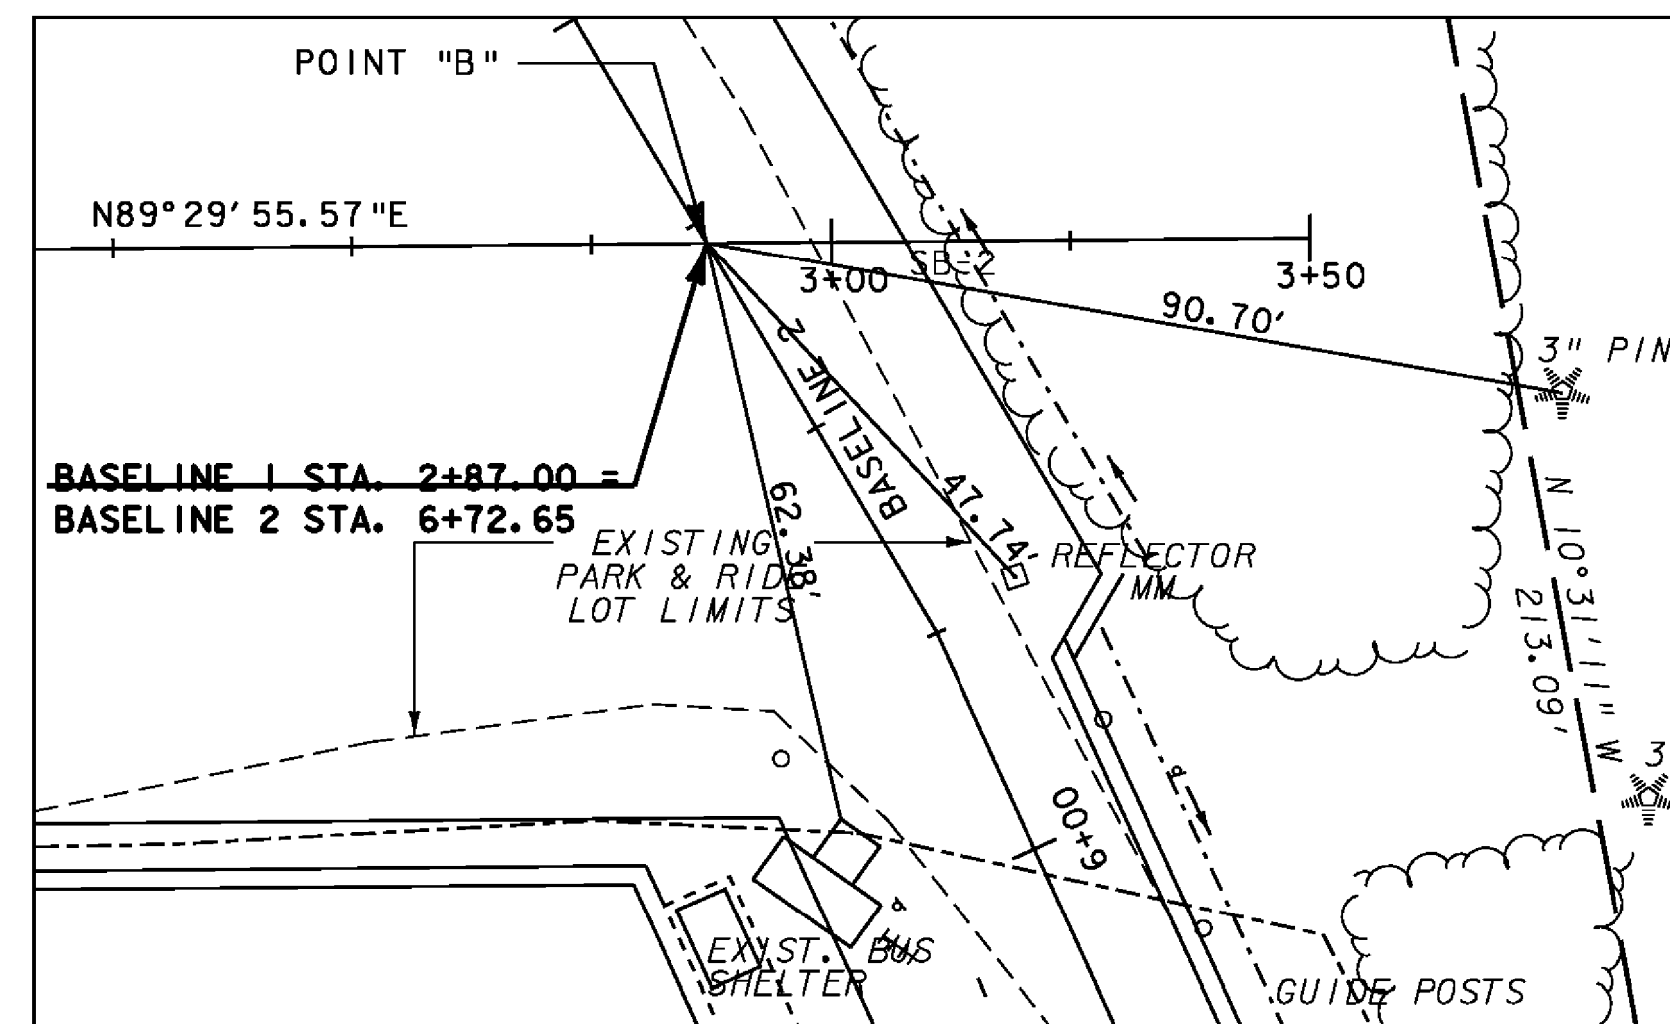 POINT "B"
N89°29'55.57"E
3+00
SB-2
3+50
90.70'
3" PIN
BASELINE 2
BASELINE 1 STA. 2+87.00 =
BASELINE 2 STA. 6+72.65
62.38'
47.74'
EXISTING
PARK & RIDE
LOT LIMITS
REFLECTOR
MM
N 10°31'11" W
213.09'
3
6+00
EXIST. BUS
SHELTER
GUIDE POSTS